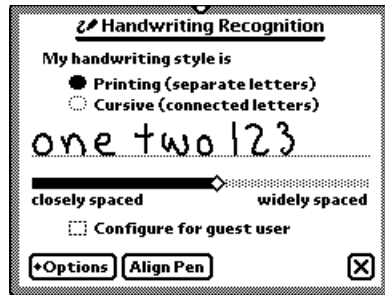 Handwriting Recognition
My handwriting style is
Printing (separate letters)
Cursive (connected letters)
one two 123
closely spaced widely spaced
Configure for guest user
Options Align Pen